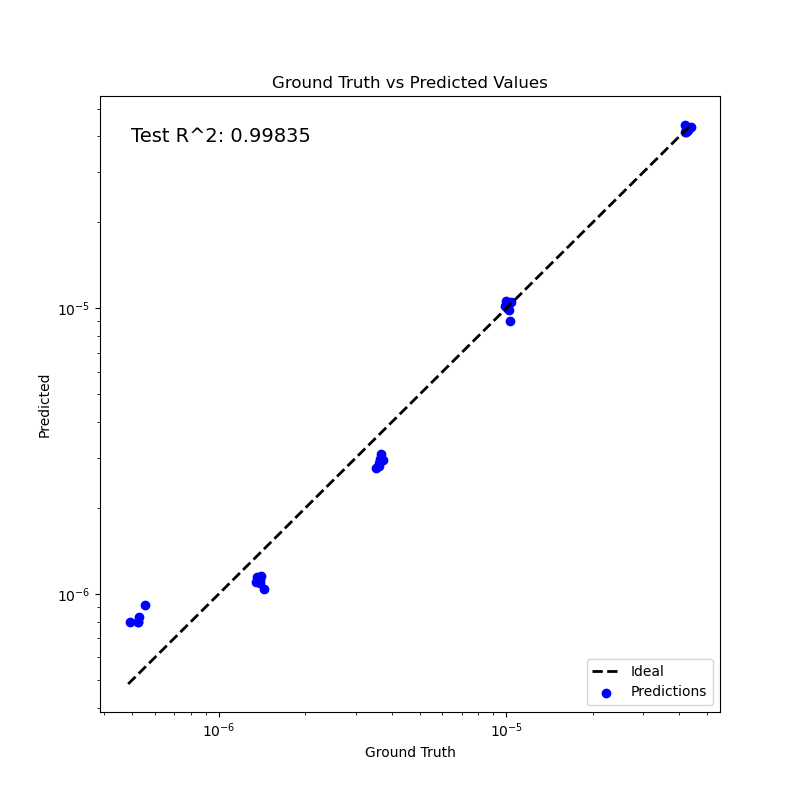 Ground Truth vs Predicted Values
Test R^2: 0.99835
Predicted
10⁻⁵
10⁻⁶
10⁻⁶
10⁻⁵
Ground Truth
Ideal
Predictions